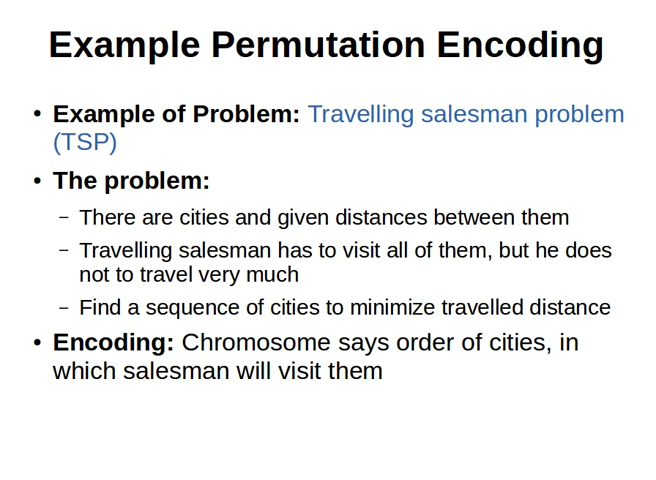 Example Permutation Encoding
• Example of Problem: Travelling salesman problem
(TSP)
• The problem:
– There are cities and given distances between them
– Travelling salesman has to visit all of them, but he does
not to travel very much
– Find a sequence of cities to minimize travelled distance
• Encoding: Chromosome says order of cities, in
which salesman will visit them